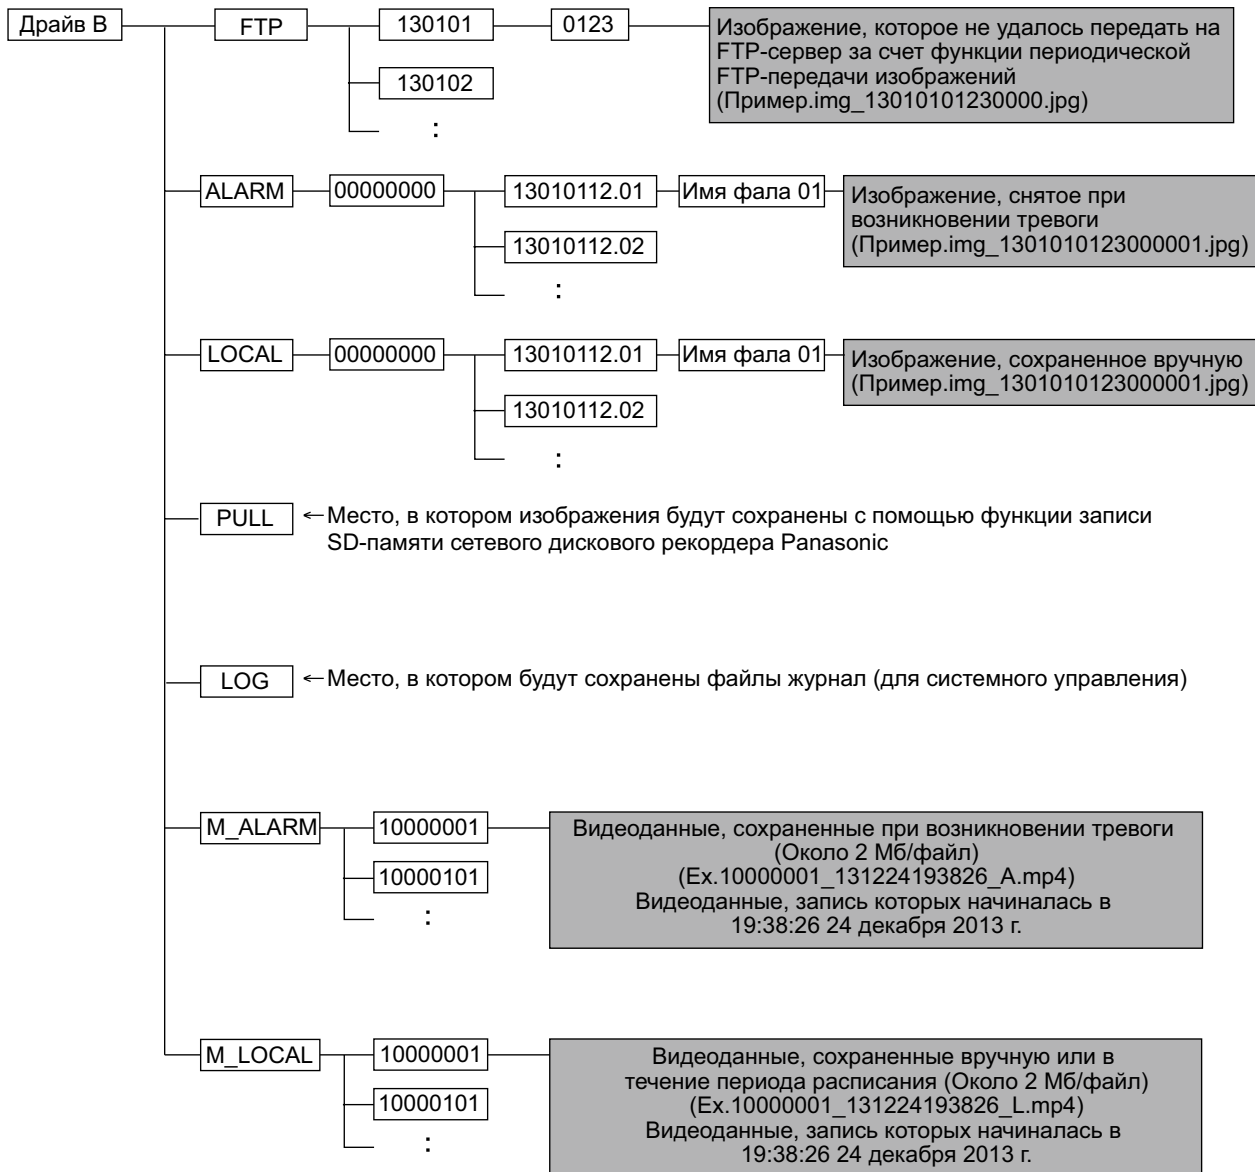 Драйв B
FTP
130101
0123
Изображение, которое не удалось передать на
FTP-сервер за счет функции периодической
FTP-передачи изображений
(Пример.img_13010101230000.jpg)
130102
:
ALARM
00000000
13010112.01
Имя фала 01
Изображение, снятое при
возникновении тревоги
(Пример.img_1301010123000001.jpg)
13010112.02
:
LOCAL
00000000
13010112.01
Имя фала 01
Изображение, сохраненное вручную
(Пример.img_1301010123000001.jpg)
13010112.02
:
PULL
←Место, в котором изображения будут сохранены с помощью функции записи
SD-памяти сетевого дискового рекордера Panasonic
LOG
←Место, в котором будут сохранены файлы журнал (для системного управления)
M_ALARM
10000001
Видеоданные, сохраненные при возникновении тревоги
(Около 2 Мб/файл)
(Ex.10000001_131224193826_A.mp4)
Видеоданные, запись которых начиналась в
19:38:26 24 декабря 2013 г.
10000101
:
M_LOCAL
10000001
Видеоданные, сохраненные вручную или в
течение периода расписания (Около 2 Мб/файл)
(Ex.10000001_131224193826_L.mp4)
Видеоданные, запись которых начиналась в
19:38:26 24 декабря 2013 г.
10000101
: